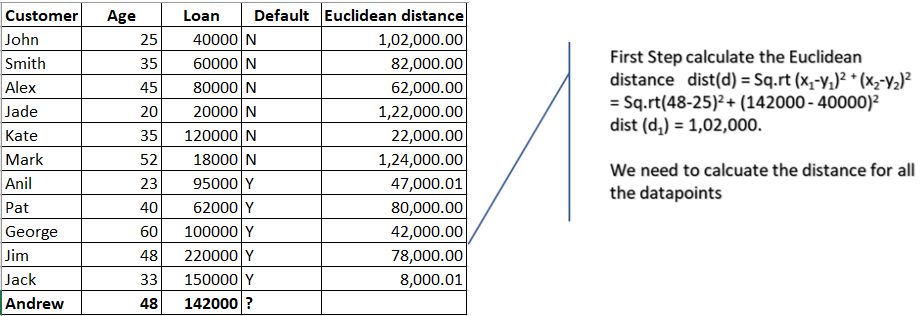 Customer Age Loan Default Euclidean distance
John 25 40000 N 1,02,000.00
Smith 35 60000 N 82,000.00
Alex 45 80000 N 62,000.00
Jade 20 20000 N 1,22,000.00
Kate 35 120000 N 22,000.00
Mark 52 18000 N 1,24,000.00
Anil 23 95000 Y 47,000.01
Pat 40 62000 Y 80,000.00
George 60 100000 Y 42,000.00
Jim 48 220000 Y 78,000.00
Jack 33 150000 Y 8,000.01
Andrew 48 142000 ?
First Step calculate the Euclidean
distance dist(d) = Sq.rt (x₁-y₁)² + (x₂-y₂)²
= Sq.rt(48-25)² + (142000 - 40000)²
dist (d₁) = 1,02,000.
We need to calcuate the distance for all
the datapoints